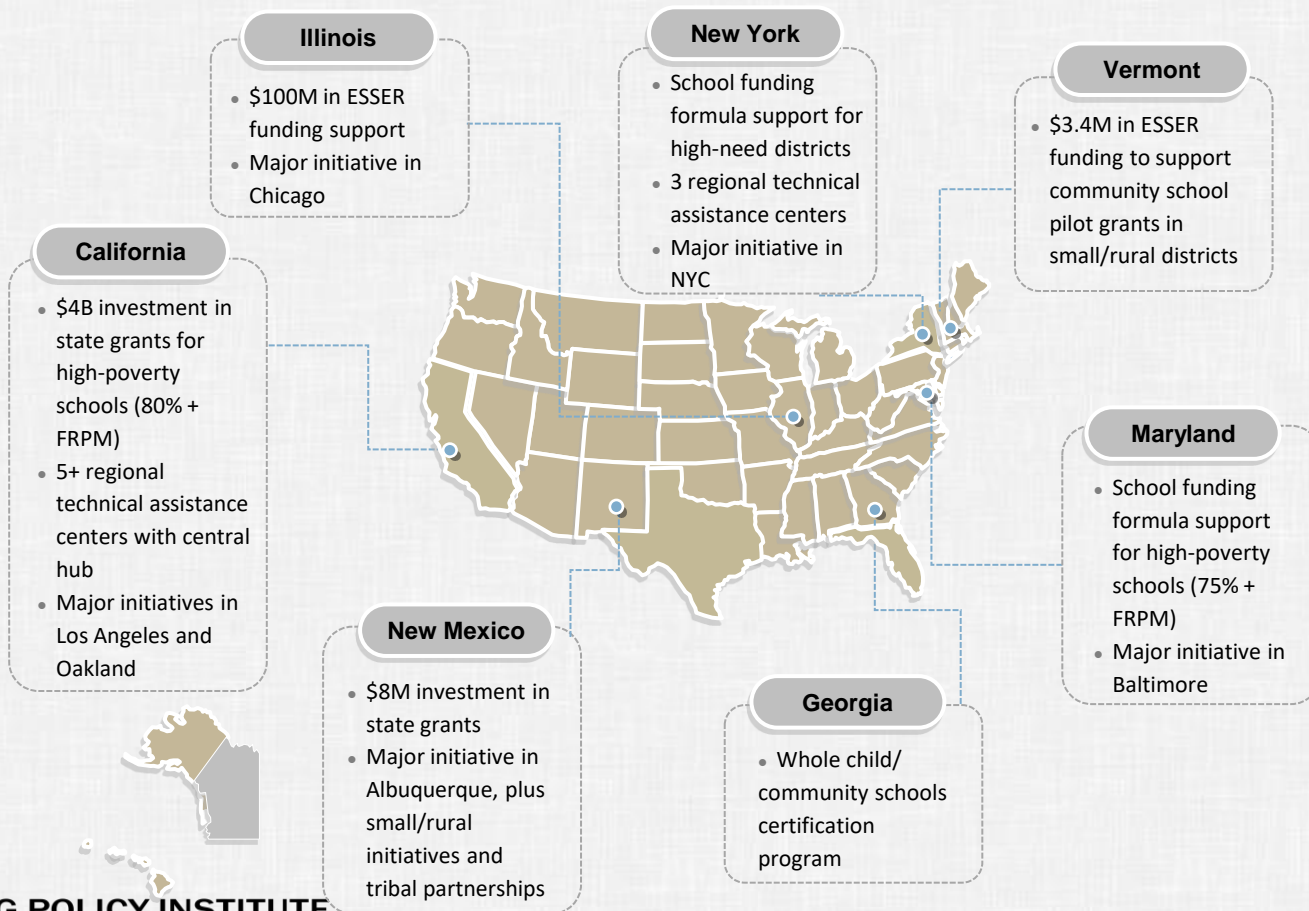 Illinois
• $100M in ESSER
funding support
• Major initiative in
Chicago
New York
• School funding
formula support for
high-need districts
• 3 regional technical
assistance centers
• Major initiative in
NYC
Vermont
• $3.4M in ESSER
funding to support
community school
pilot grants in
small/rural districts
California
• $4B investment in
state grants for
high-poverty
schools (80% +
FRPM)
• 5+ regional
technical assistance
centers with central
hub
• Major initiatives in
Los Angeles and
Oakland
Maryland
• School funding
formula support
for high-poverty
schools (75% +
FRPM)
• Major initiative in
Baltimore
New Mexico
• $8M investment in
state grants
• Major initiative in
Albuquerque, plus
small/rural
initiatives and
tribal partnerships
Georgia
• Whole child/
community schools
certification
program
G POLICY INSTITUTE